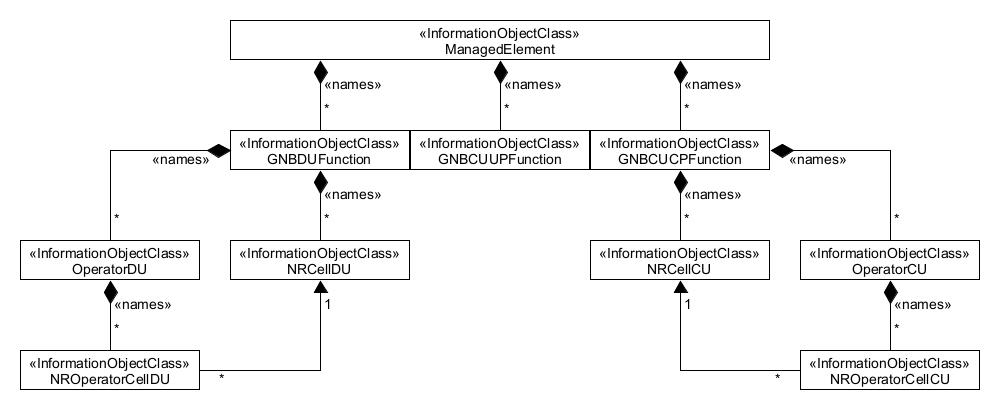 «InformationObjectClass»
ManagedElement
«names»
«names»
«names»
*
*
*
«InformationObjectClass»
GNBDUFunction
«InformationObjectClass»
GNBCUUPFunction
«InformationObjectClass»
GNBCUCPFunction
«names»
«names»
«names»
«names»
*
*
*
*
«InformationObjectClass»
OperatorDU
«InformationObjectClass»
NRCellDU
«InformationObjectClass»
NRCellCU
«InformationObjectClass»
OperatorCU
«names»
1
1
«names»
*
*
«InformationObjectClass»
NROperatorCellDU
*
*
«InformationObjectClass»
NROperatorCellCU